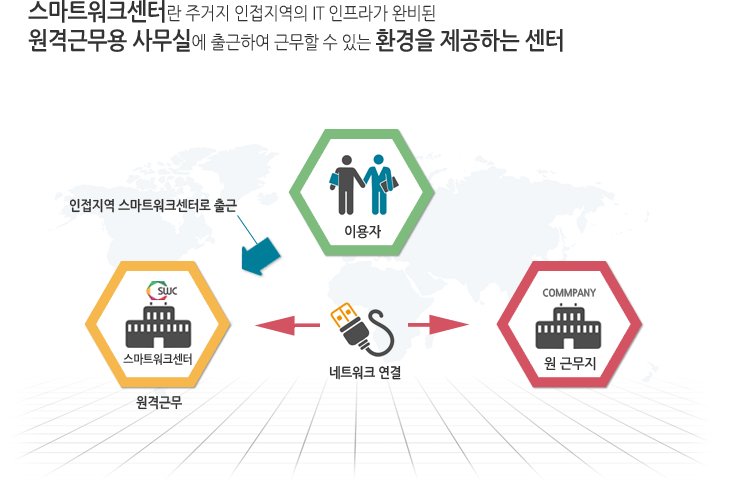 스마트워크센터란 주거지 인접지역의 IT 인프라가 완비된
원격근무용 사무실에 출근하여 근무할 수 있는 환경을 제공하는 센터
이용자
인접지역 스마트워크센터로 출근
SWC
스마트워크센터
원격근무
네트워크 연결
COMMPANY
원 근무지